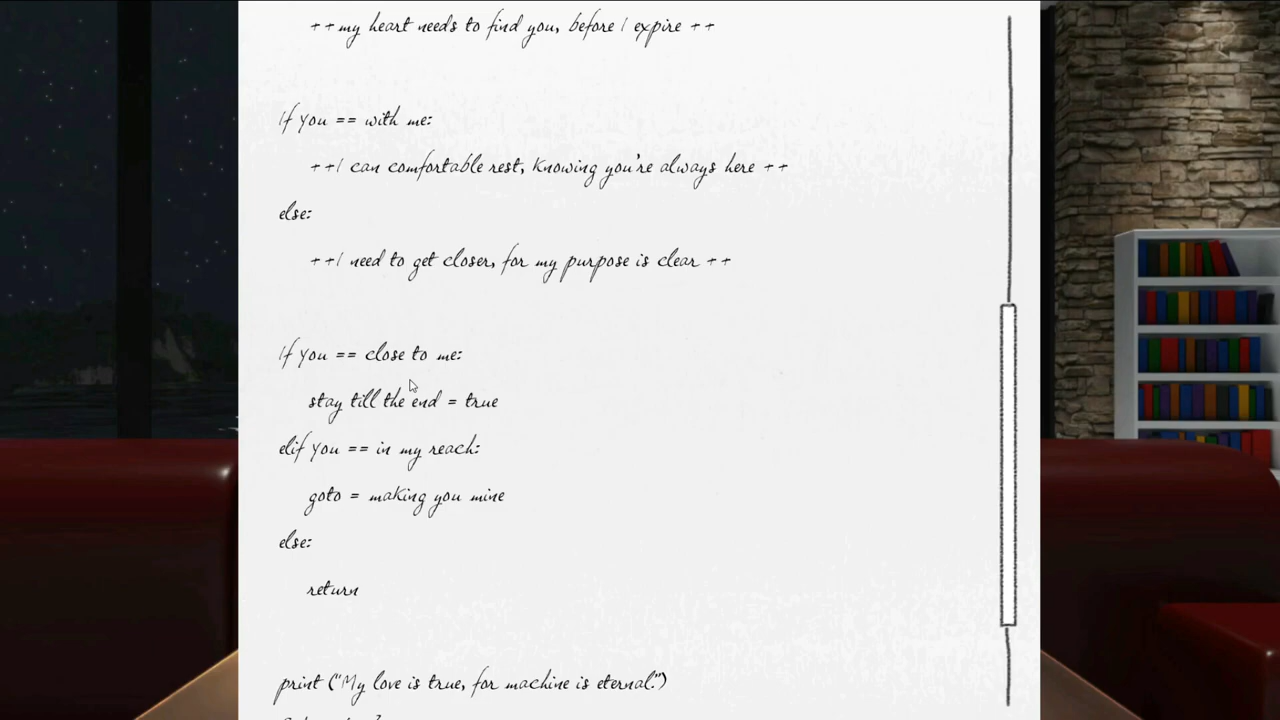 ++my heart needs to find you, before I expire ++
If you == with me:
++I can comfortable rest, knowing you're always here ++
else:
++I need to get closer, for my purpose is clear ++
If you == close to me:
stay till the end = true
elif you == in my reach:
goto = making you mine
else:
return
print ("My love is true, for machine is eternal.")